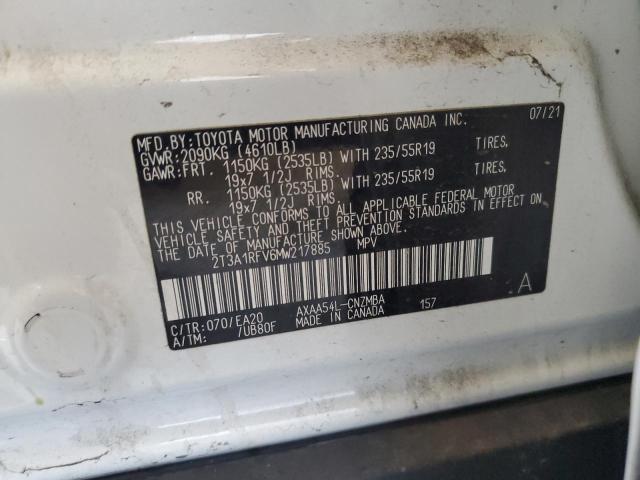 MFD.BY:TOYOTA MOTOR MANUFACTURING CANADA INC. 07/21
GVWR:2090KG (4610LB)
GAWR:FRT. 1150KG (2535LB) WITH 235/55R19 TIRES,
19x7 1/2J RIMS.
RR. 1150KG (2535LB) WITH 235/55R19 TIRES,
19x7 1/2J RIMS.
THIS VEHICLE CONFORMS TO ALL APPLICABLE FEDERAL MOTOR
VEHICLE SAFETY AND THEFT PREVENTION STANDARDS IN EFFECT ON
THE DATE OF MANUFACTURE SHOWN ABOVE.
2T3A1RFV6MW217885 MPV
A
C/TR:070/EA20 AXAA54L-CNZMBA 157
A/TM: /UB80F MADE IN CANADA